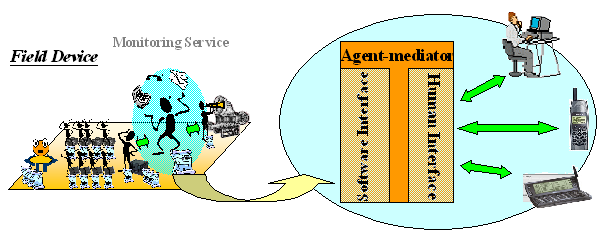 Monitoring Service
Field Device
Agent-mediator
Software Interface
Human Interface